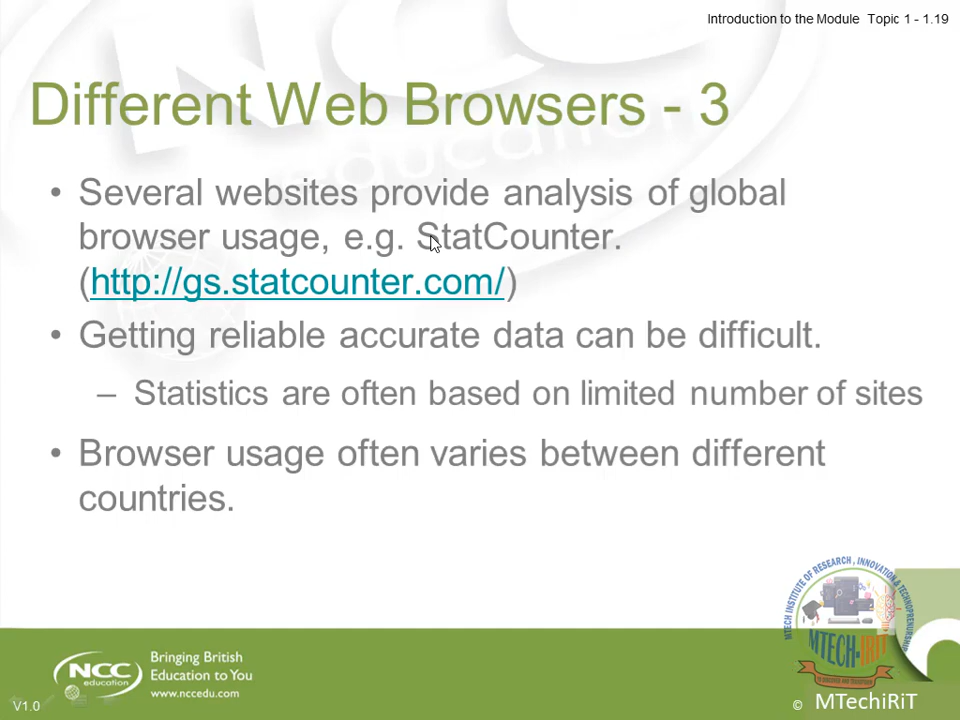 Introduction to the Module Topic 1 - 1.19
Different Web Browsers - 3
• Several websites provide analysis of global
browser usage, e.g. StatCounter.
(http://gs.statcounter.com/)
• Getting reliable accurate data can be difficult.
– Statistics are often based on limited number of sites
• Browser usage often varies between different
countries.
MTECH INSTITUTE OF RESEARCH, INNOVATION & TECHNOPRENURSHIP
MTECH-IRIT
NCC
education
Bringing British
Education to You
www.nccedu.com
V1.0
© MTechiRiT